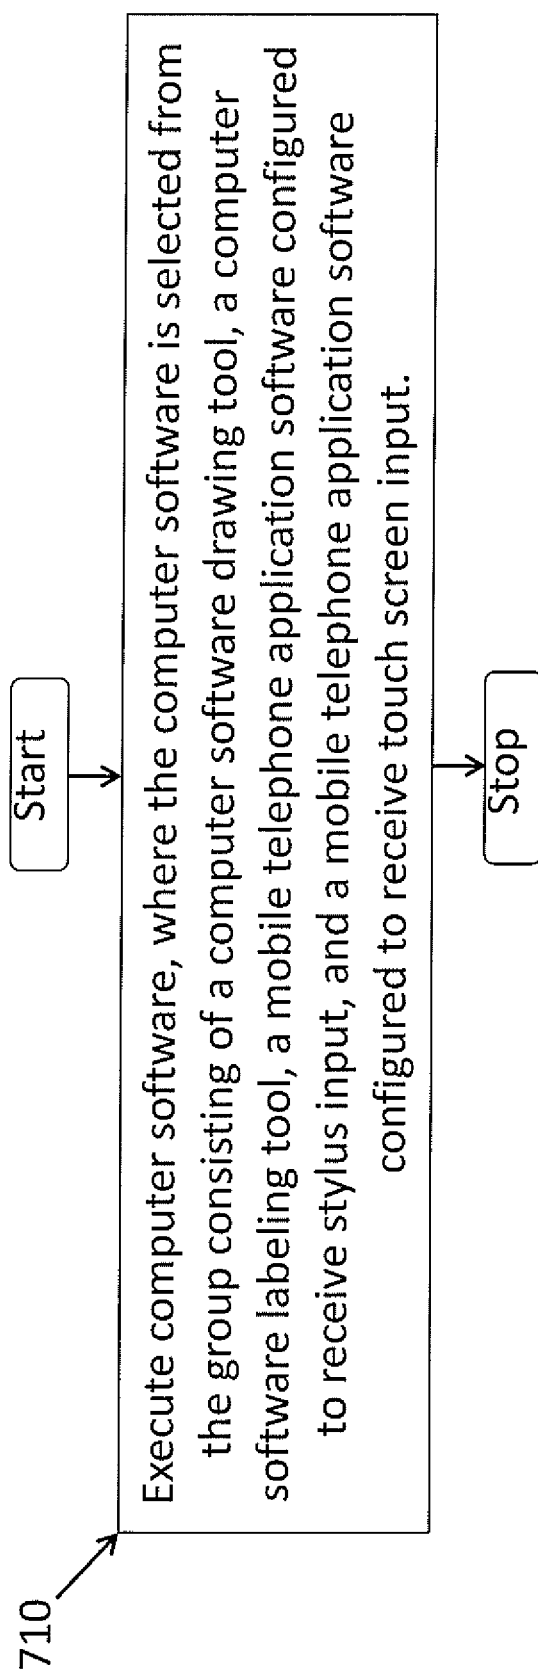 710
Start
Execute computer software, where the computer software is selected from
the group consisting of a computer software drawing tool, a computer
software labeling tool, a mobile telephone application software configured
to receive stylus input, and a mobile telephone application software
configured to receive touch screen input.
Stop